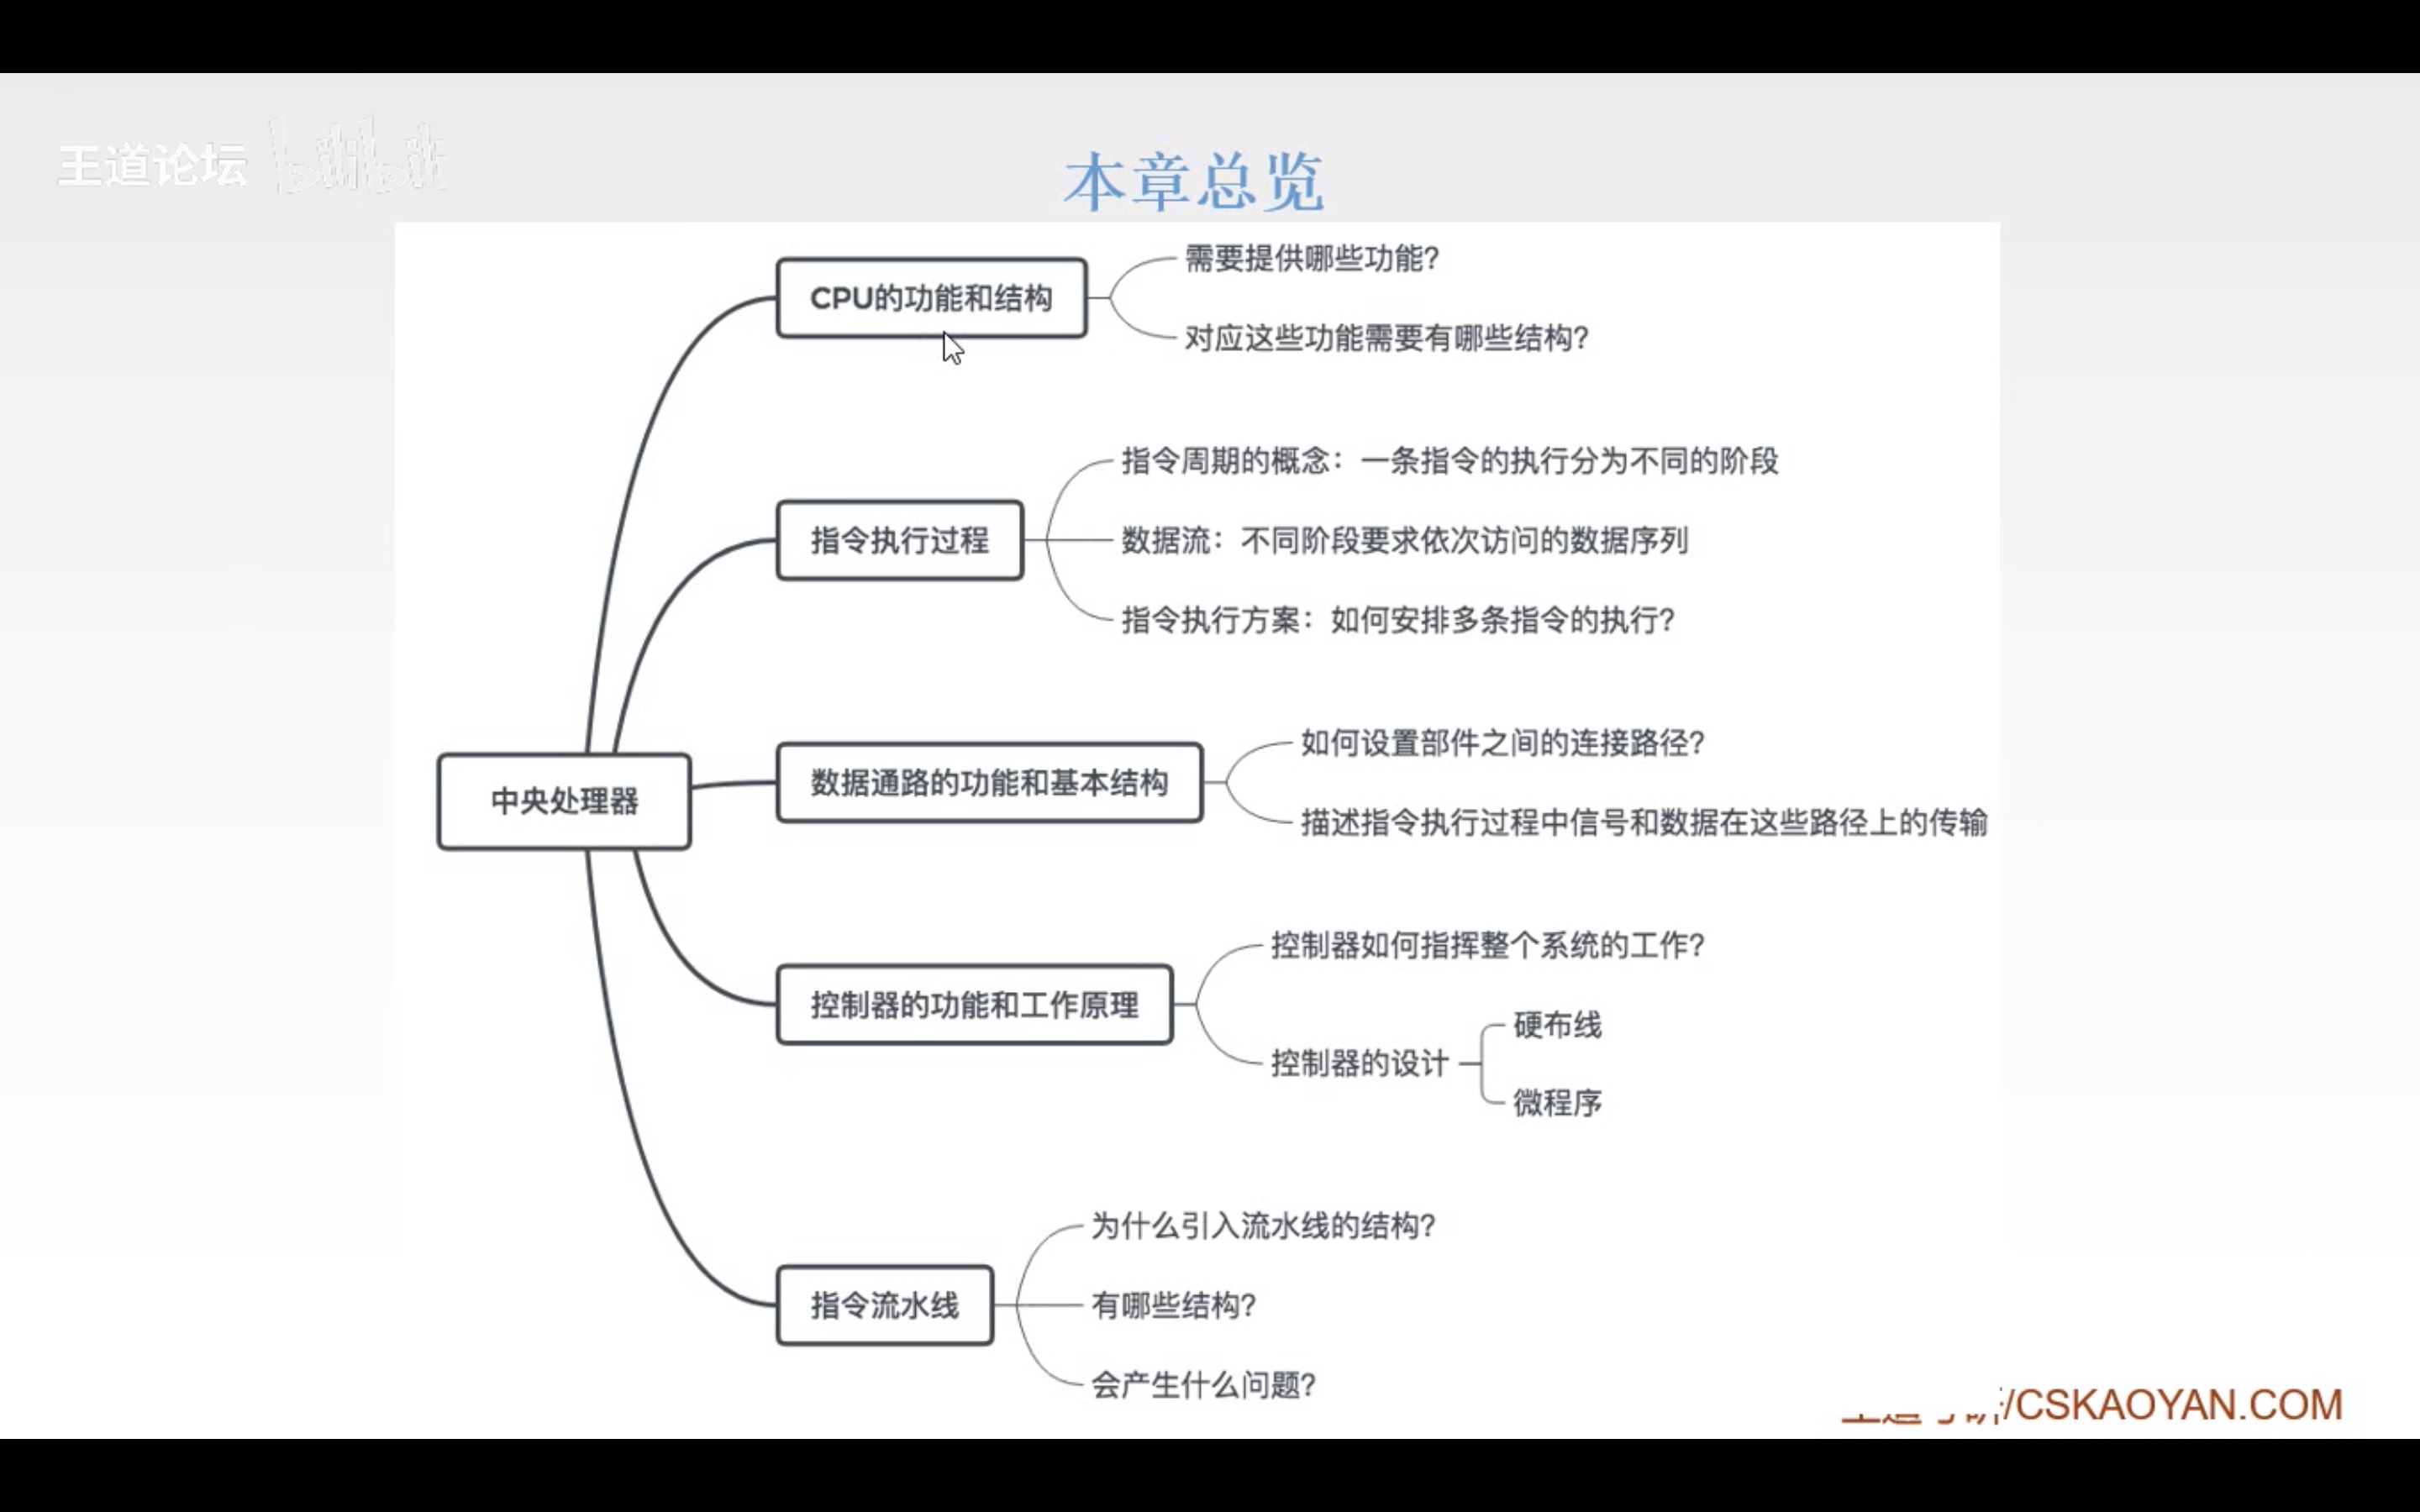 王道论坛 bilibili
本章总览
CPU的功能和结构
需要提供哪些功能?
对应这些功能需要有哪些结构?
指令执行过程
指令周期的概念：一条指令的执行分为不同的阶段
数据流：不同阶段要求依次访问的数据序列
指令执行方案：如何安排多条指令的执行?
中央处理器
数据通路的功能和基本结构
如何设置部件之间的连接路径?
描述指令执行过程中信号和数据在这些路径上的传输
控制器的功能和工作原理
控制器如何指挥整个系统的工作?
控制器的设计
硬布线
微程序
指令流水线
为什么引入流水线的结构?
有哪些结构?
会产生什么问题?
/CSKAOYAN.COM